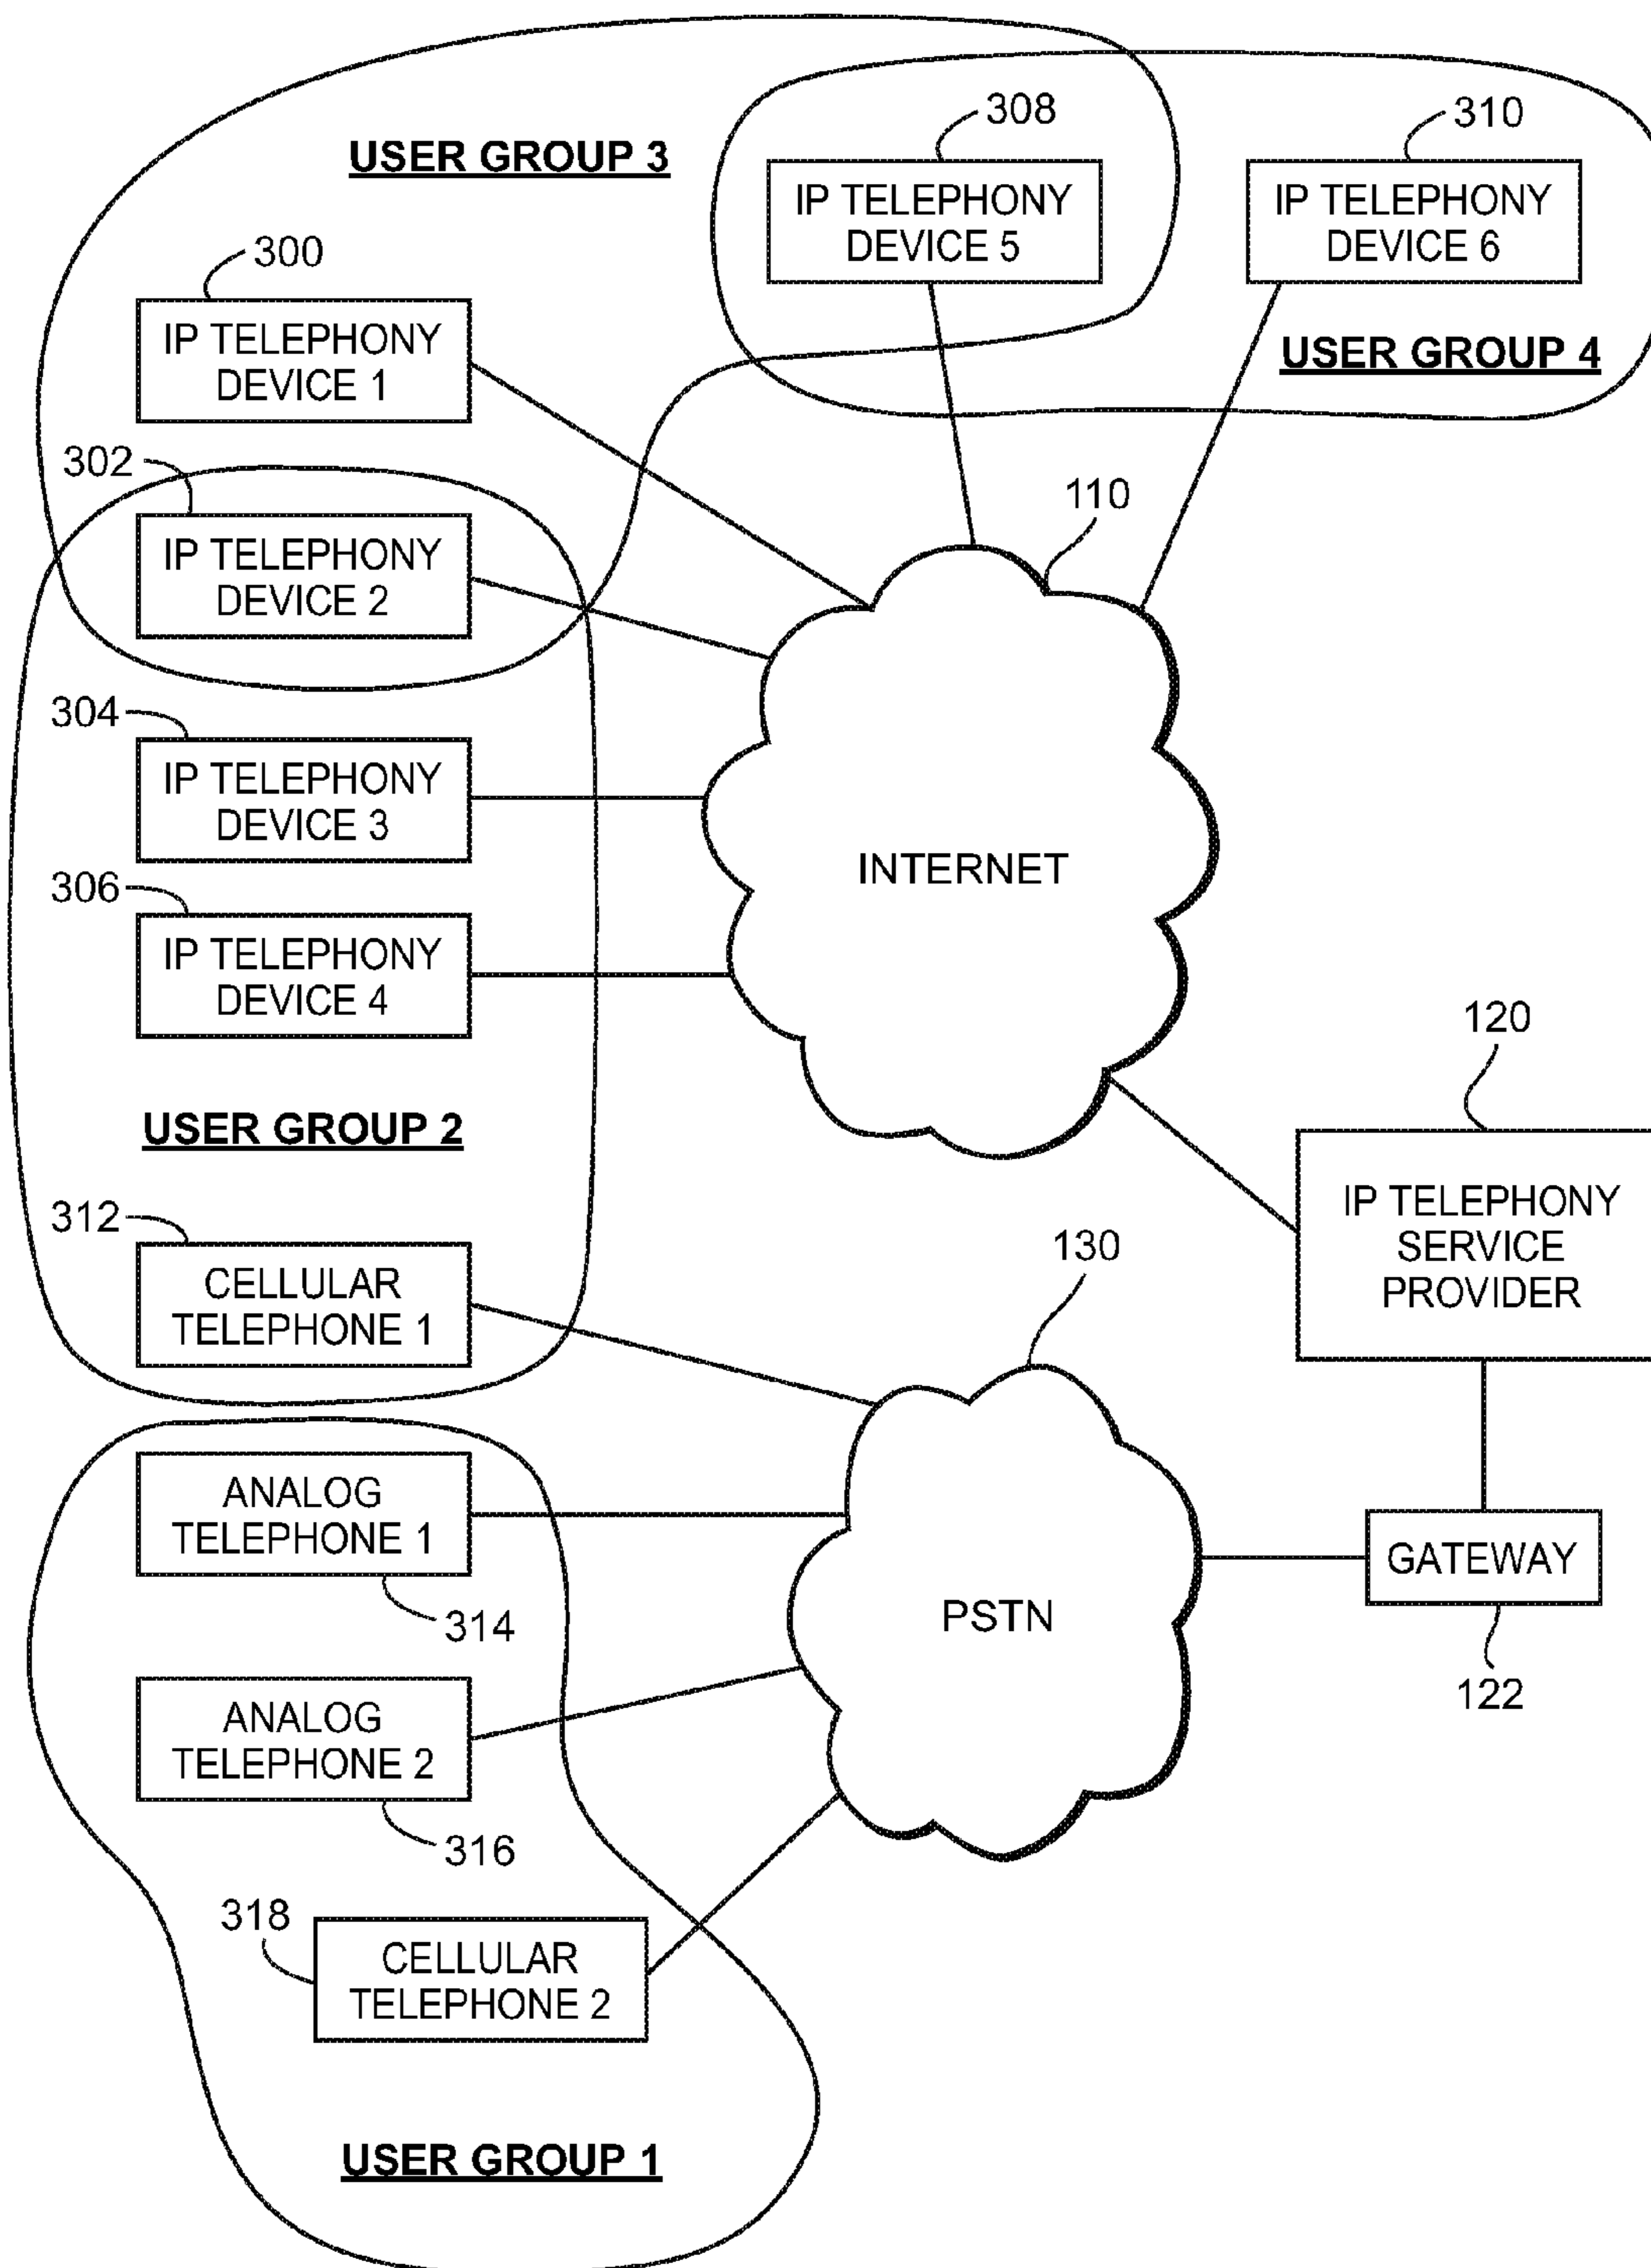 308
310
USER GROUP 3
IP TELEPHONY
DEVICE 5
IP TELEPHONY
DEVICE 6
300
IP TELEPHONY
DEVICE 1
USER GROUP 4
302
IP TELEPHONY
DEVICE 2
110
304
IP TELEPHONY
DEVICE 3
INTERNET
306
IP TELEPHONY
DEVICE 4
120
USER GROUP 2
IP TELEPHONY
SERVICE
PROVIDER
312
CELLULAR
TELEPHONE 1
130
ANALOG
TELEPHONE 1
314
GATEWAY
122
PSTN
ANALOG
TELEPHONE 2
316
318
CELLULAR
TELEPHONE 2
USER GROUP 1